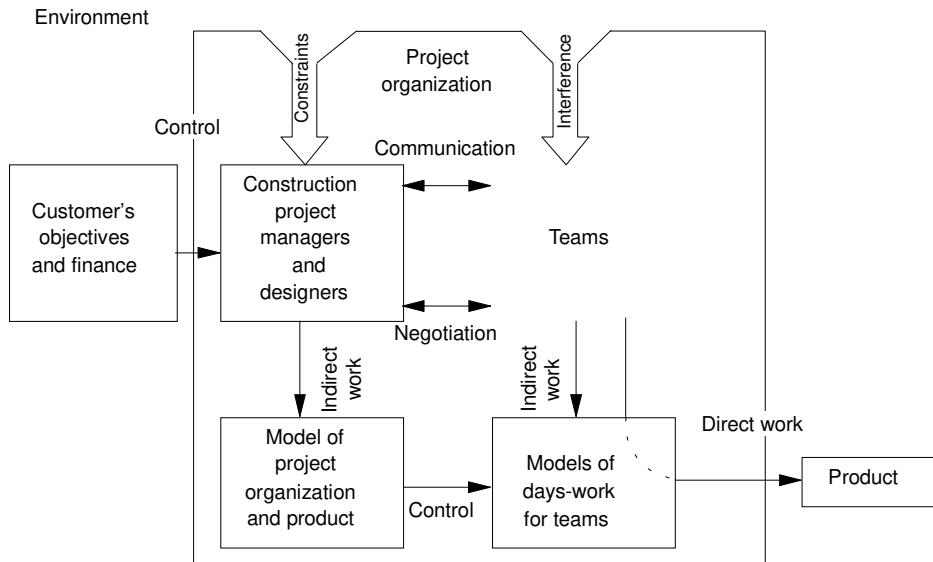 Environment
Constraints
Project
organization
Interference
Control
Communication
Customer's
objectives
and finance
Construction
project
managers
and
designers
Teams
Negotiation
Indirect
work
Indirect
work
Model of
project
organization
and product
Control
Models of
days-work
for teams
Direct work
Product